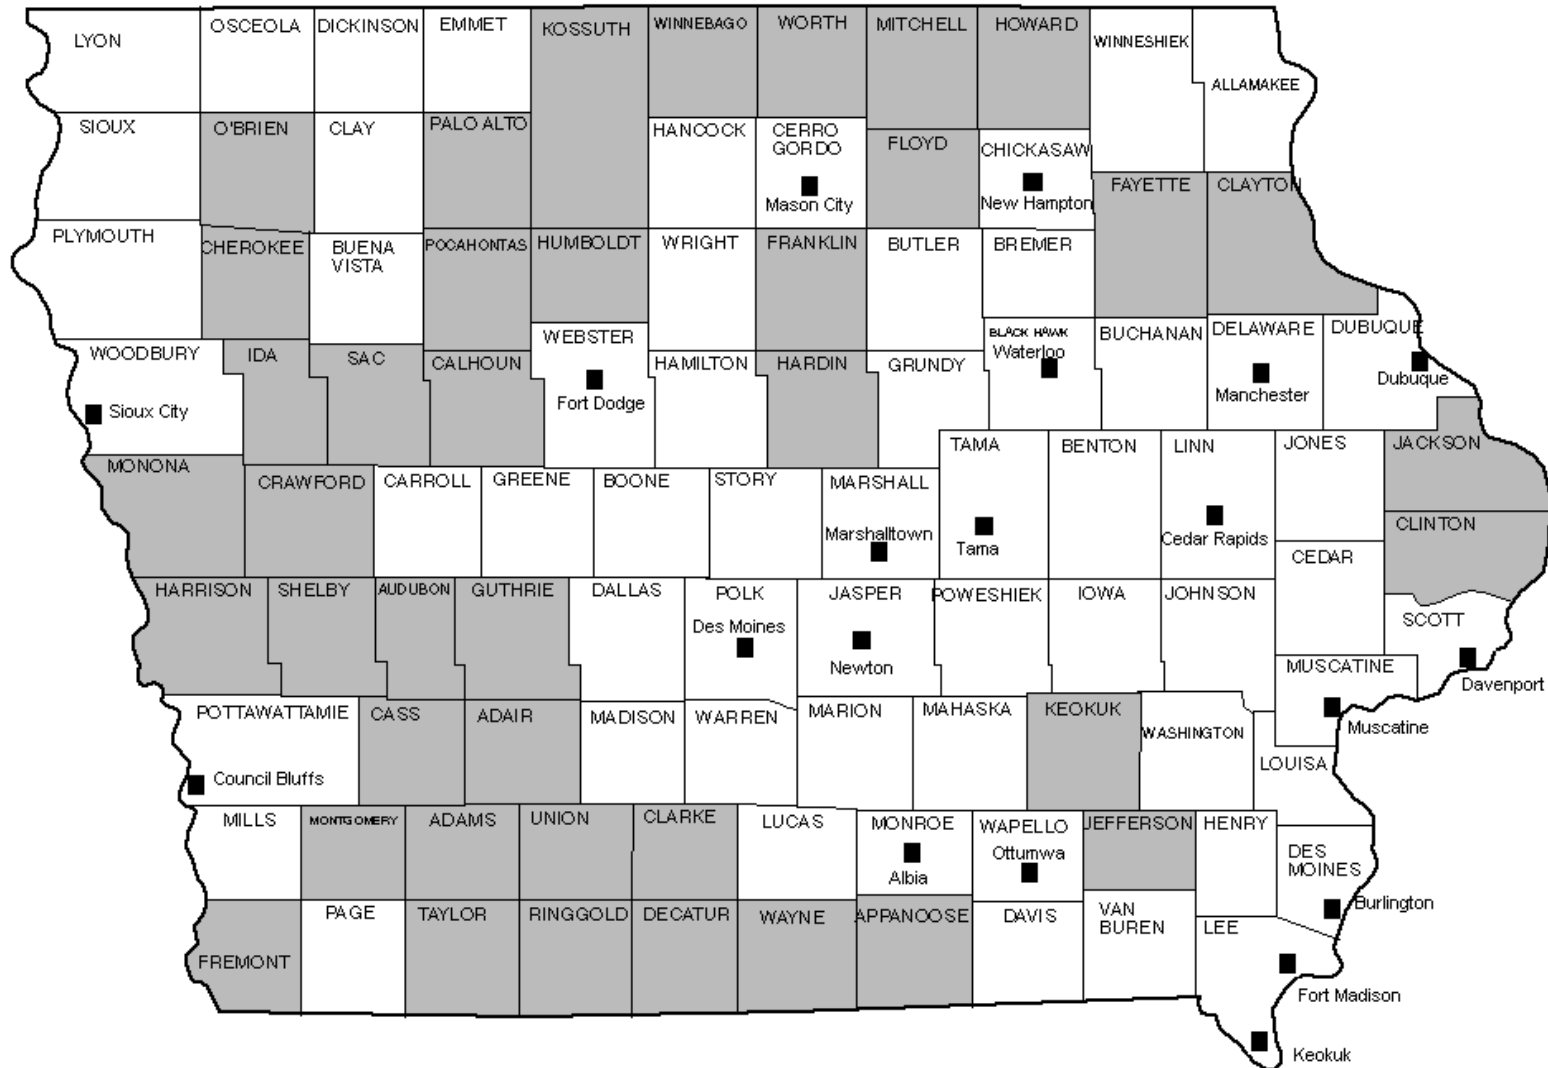 LYON
OSCEOLA
DICKINSON
EMMET
KOSSUTH
WINNEBAGO
WORTH
MITCHELL
HOWARD
WINNESHIEK
ALLAMAKEE
SIOUX
O'BRIEN
CLAY
PALO ALTO
HANCOCK
CERRO
GORDO
Mason City
FLOYD
CHICKASAW
New Hampton
FAYETTE
CLAYTON
PLYMOUTH
CHEROKEE
BUENA
VISTA
POCAHONTAS
HUMBOLDT
WRIGHT
FRANKLIN
BUTLER
BREMER
WOODBURY
Sioux City
IDA
SAC
CALHOUN
WEBSTER
Fort Dodge
HAMILTON
HARDIN
GRUNDY
BLACK HAWK
Waterloo
BUCHANAN
DELAWARE
Manchester
DUBUQUE
Dubuque
MONONA
CRAWFORD
CARROLL
GREENE
BOONE
STORY
MARSHALL
Marshalltown
TAMA
Tama
BENTON
LINN
Cedar Rapids
JONES
JACKSON
CLINTON
CEDAR
HARRISON
SHELBY
AUDUBON
GUTHRIE
DALLAS
POLK
Des Moines
JASPER
Newton
POWESHIEK
IOWA
JOHNSON
SCOTT
Davenport
MUSCATINE
Muscatine
POTTAWATTAMIE
Council Bluffs
CASS
ADAIR
MADISON
WARREN
MARION
MAHASKA
KEOKUK
WASHINGTON
LOUISA
MILLS
MONTGOMERY
ADAMS
UNION
CLARKE
LUCAS
MONROE
Albia
WAPELLO
Ottumwa
JEFFERSON
HENRY
DES
MOINES
Burlington
FREMONT
PAGE
TAYLOR
RINGGOLD
DECATUR
WAYNE
APPANOOSE
DAVIS
VAN
BUREN
LEE
Fort Madison
Keokuk